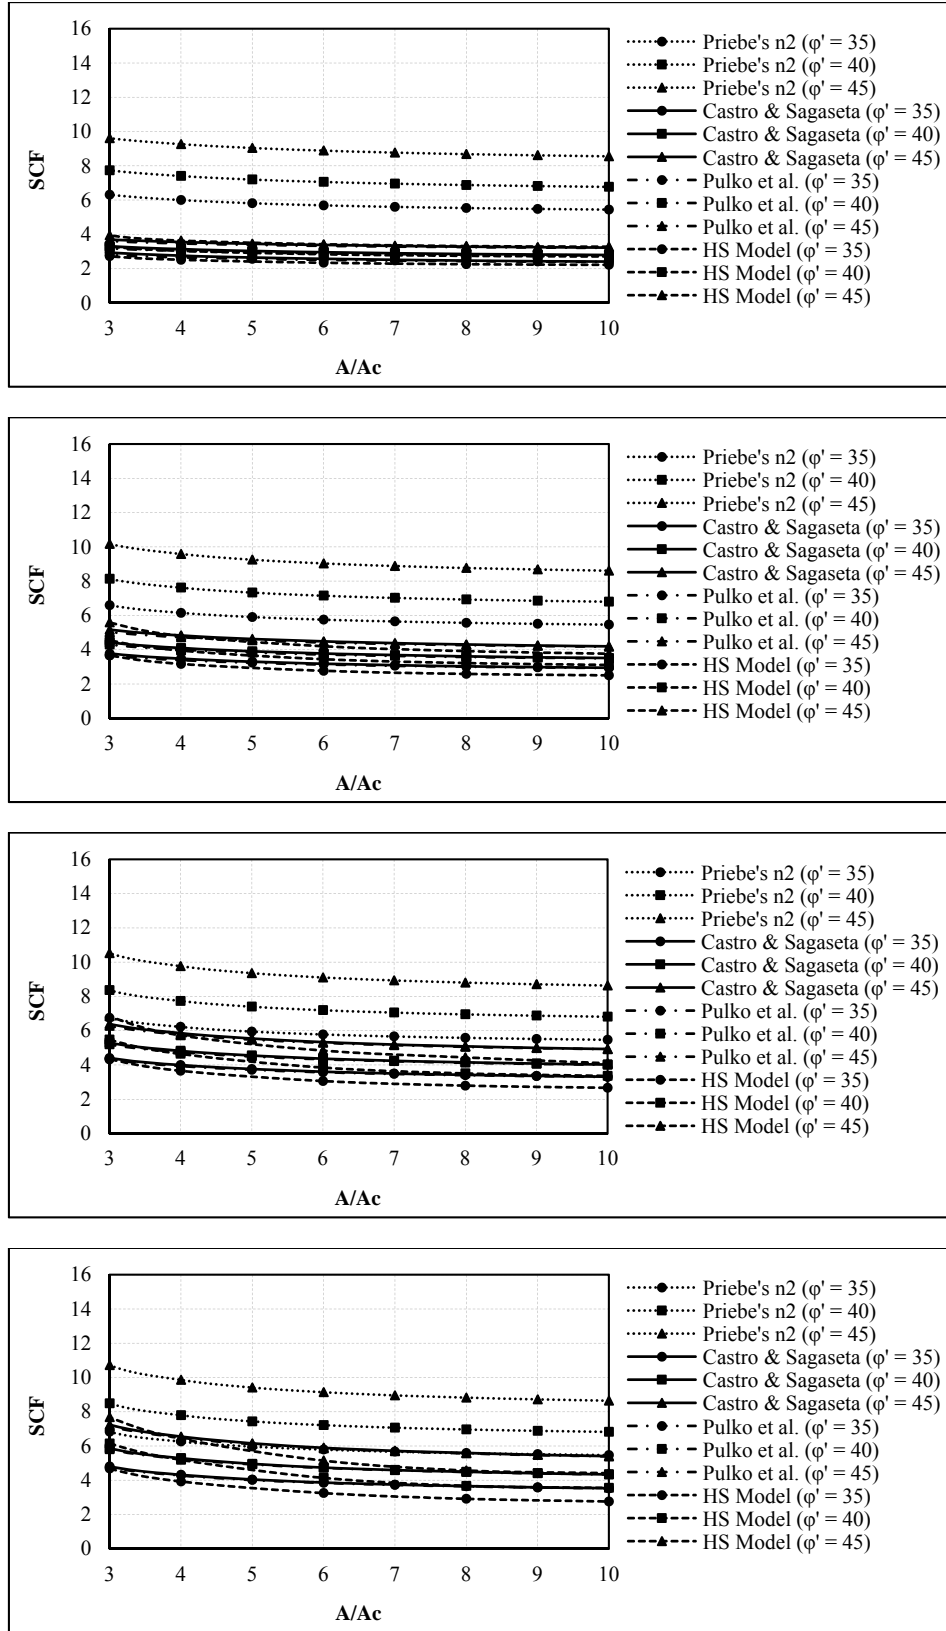 16
14
12
10
8
6
4
2
0
SCF
3 4 5 6 7 8 9 10
A/Ac
Priebe's n2 (φ' = 35)
Priebe's n2 (φ' = 40)
Priebe's n2 (φ' = 45)
Castro & Sagaseta (φ' = 35)
Castro & Sagaseta (φ' = 40)
Castro & Sagaseta (φ' = 45)
Pulko et al. (φ' = 35)
Pulko et al. (φ' = 40)
Pulko et al. (φ' = 45)
HS Model (φ' = 35)
HS Model (φ' = 40)
HS Model (φ' = 45)
16
14
12
10
8
6
4
2
0
SCF
3 4 5 6 7 8 9 10
A/Ac
Priebe's n2 (φ' = 35)
Priebe's n2 (φ' = 40)
Priebe's n2 (φ' = 45)
Castro & Sagaseta (φ' = 35)
Castro & Sagaseta (φ' = 40)
Castro & Sagaseta (φ' = 45)
Pulko et al. (φ' = 35)
Pulko et al. (φ' = 40)
Pulko et al. (φ' = 45)
HS Model (φ' = 35)
HS Model (φ' = 40)
HS Model (φ' = 45)
16
14
12
10
8
6
4
2
0
SCF
3 4 5 6 7 8 9 10
A/Ac
Priebe's n2 (φ' = 35)
Priebe's n2 (φ' = 40)
Priebe's n2 (φ' = 45)
Castro & Sagaseta (φ' = 35)
Castro & Sagaseta (φ' = 40)
Castro & Sagaseta (φ' = 45)
Pulko et al. (φ' = 35)
Pulko et al. (φ' = 40)
Pulko et al. (φ' = 45)
HS Model (φ' = 35)
HS Model (φ' = 40)
HS Model (φ' = 45)
16
14
12
10
8
6
4
2
0
SCF
3 4 5 6 7 8 9 10
A/Ac
Priebe's n2 (φ' = 35)
Priebe's n2 (φ' = 40)
Priebe's n2 (φ' = 45)
Castro & Sagaseta (φ' = 35)
Castro & Sagaseta (φ' = 40)
Castro & Sagaseta (φ' = 45)
Pulko et al. (φ' = 35)
Pulko et al. (φ' = 40)
Pulko et al. (φ' = 45)
HS Model (φ' = 35)
HS Model (φ' = 40)
HS Model (φ' = 45)